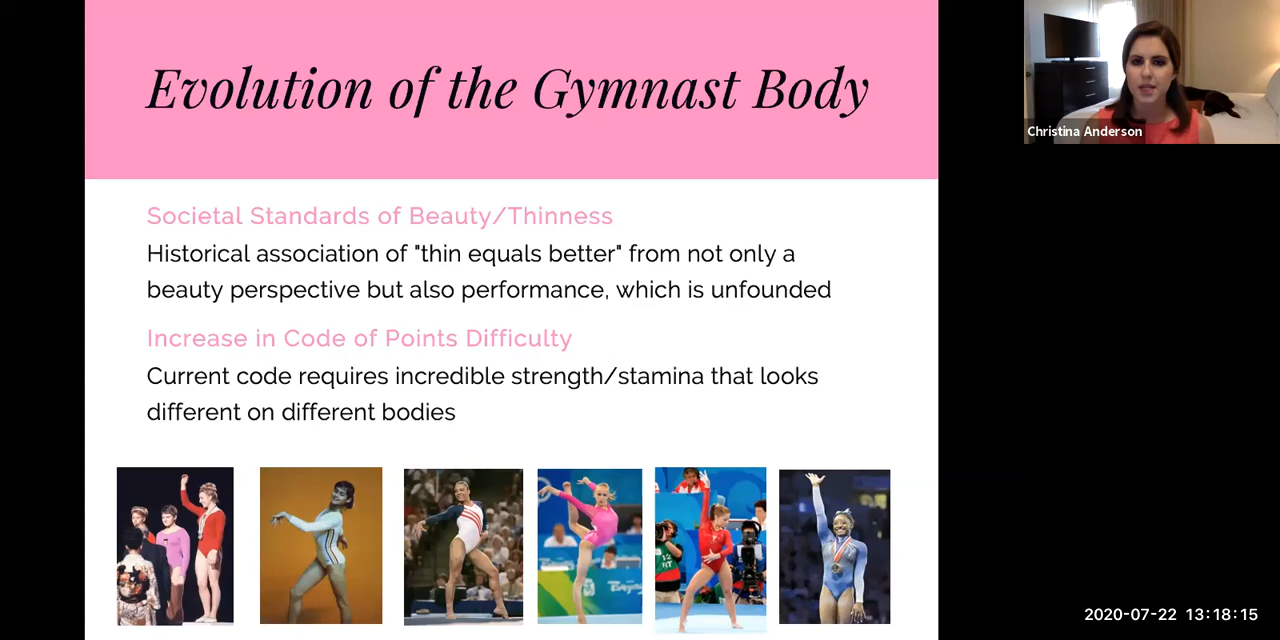 Evolution of the Gymnast Body
Christina Anderson
Societal Standards of Beauty/Thinness
Historical association of "thin equals better" from not only a
beauty perspective but also performance, which is unfounded
Increase in Code of Points Difficulty
Current code requires incredible strength/stamina that looks
different on different bodies
2020-07-22 13:18:15